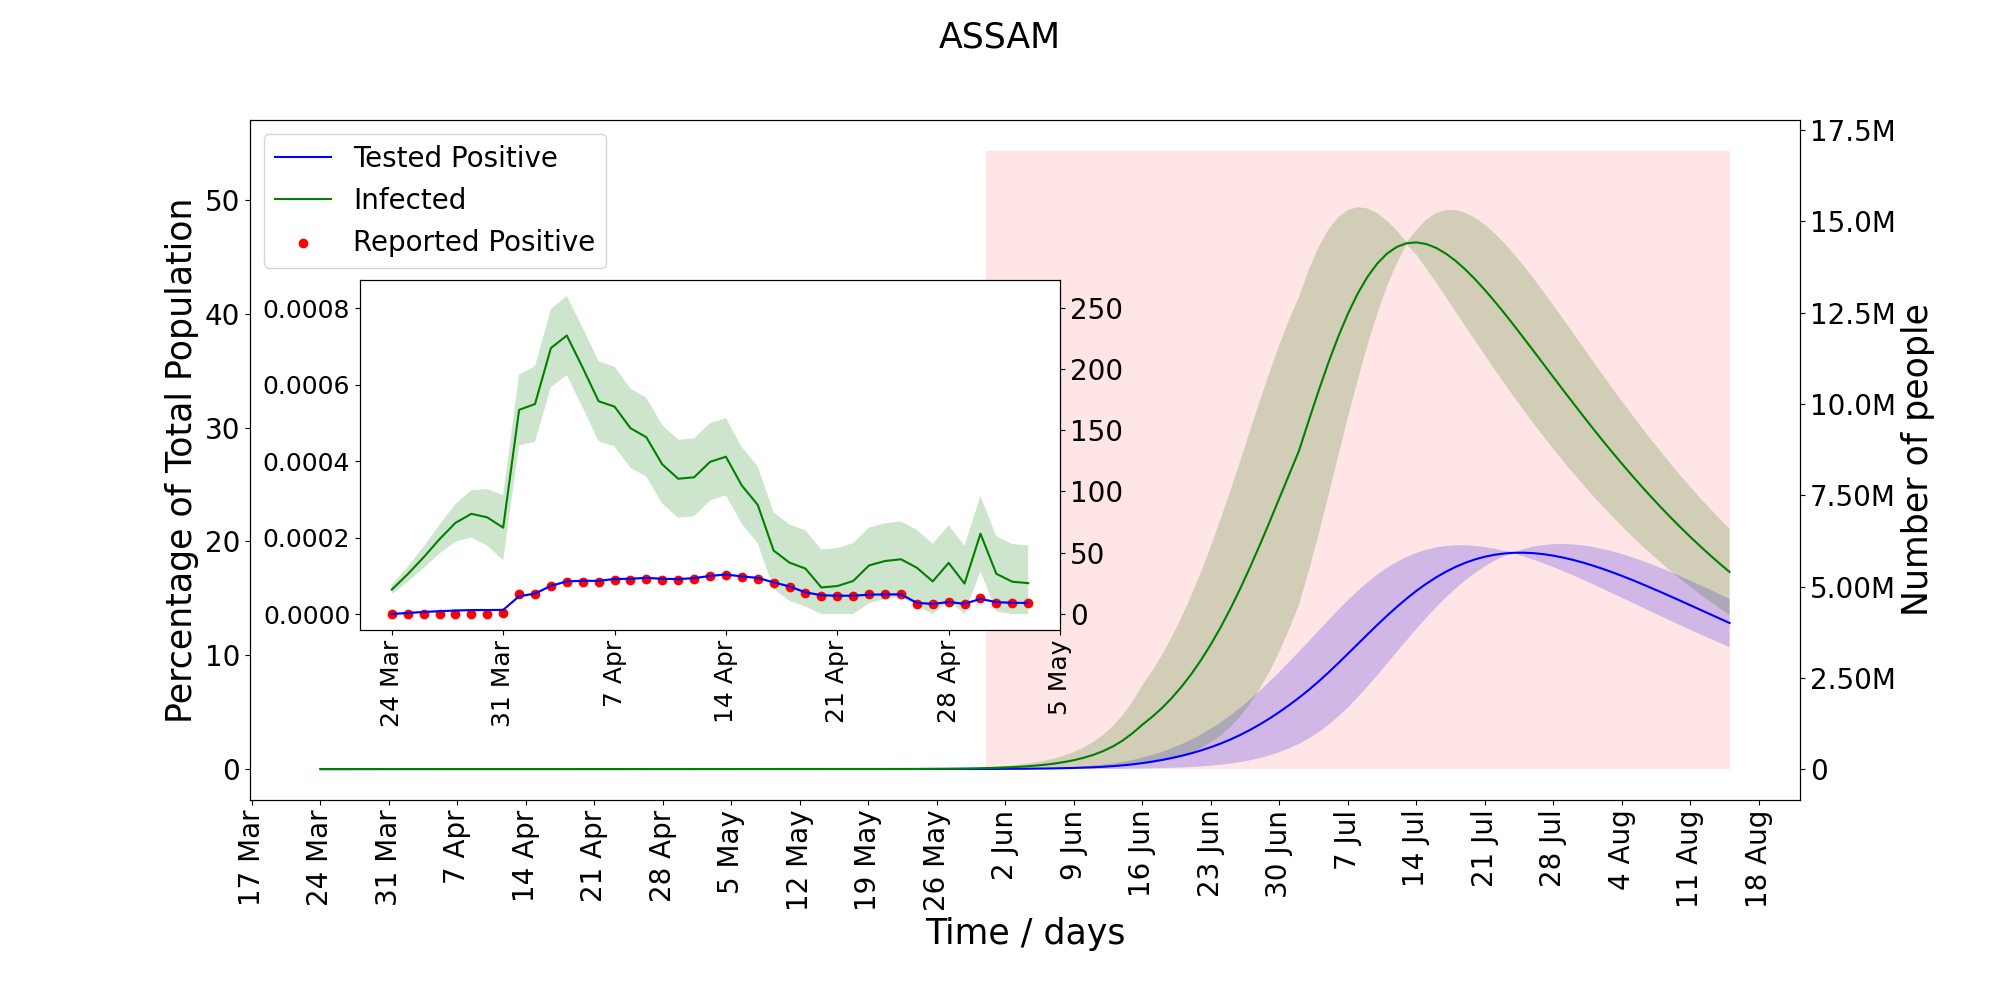 ASSAM
Tested Positive
Infected
Reported Positive
Percentage of Total Population
50
40
30
20
10
0
17.5M
15.0M
12.5M
10.0M
7.50M
5.00M
2.50M
0
Number of people
0.0008
0.0006
0.0004
0.0002
0.0000
250
200
150
100
50
0
24 Mar
31 Mar
7 Apr
14 Apr
21 Apr
28 Apr
5 May
17 Mar
24 Mar
31 Mar
7 Apr
14 Apr
21 Apr
28 Apr
5 May
12 May
19 May
26 May
2 Jun
9 Jun
16 Jun
23 Jun
30 Jun
7 Jul
14 Jul
21 Jul
28 Jul
4 Aug
11 Aug
18 Aug
Time / days